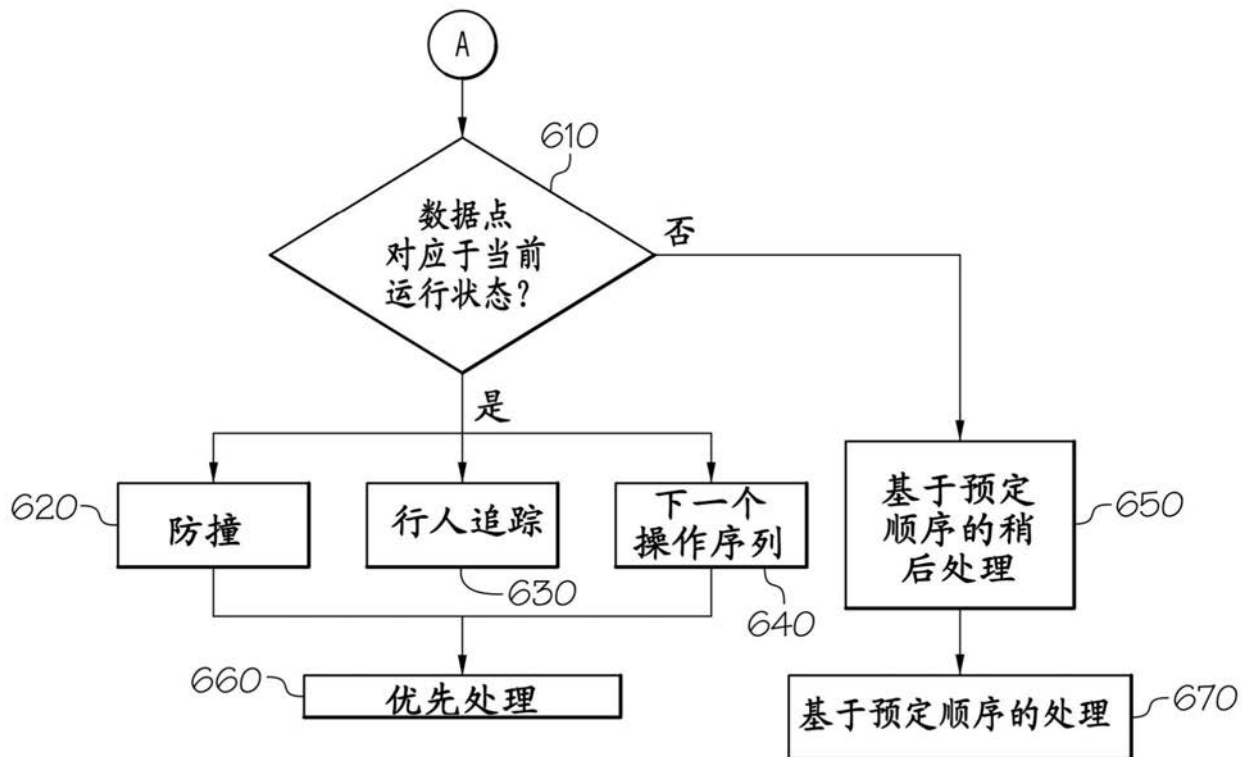 A
610
数据点
对应于当前
运行状态?
否
是
620
防撞
行人追踪
630
下一个
操作序列
640
基于预定
顺序的稍
后处理
650
660
优先处理
基于预定顺序的处理
670